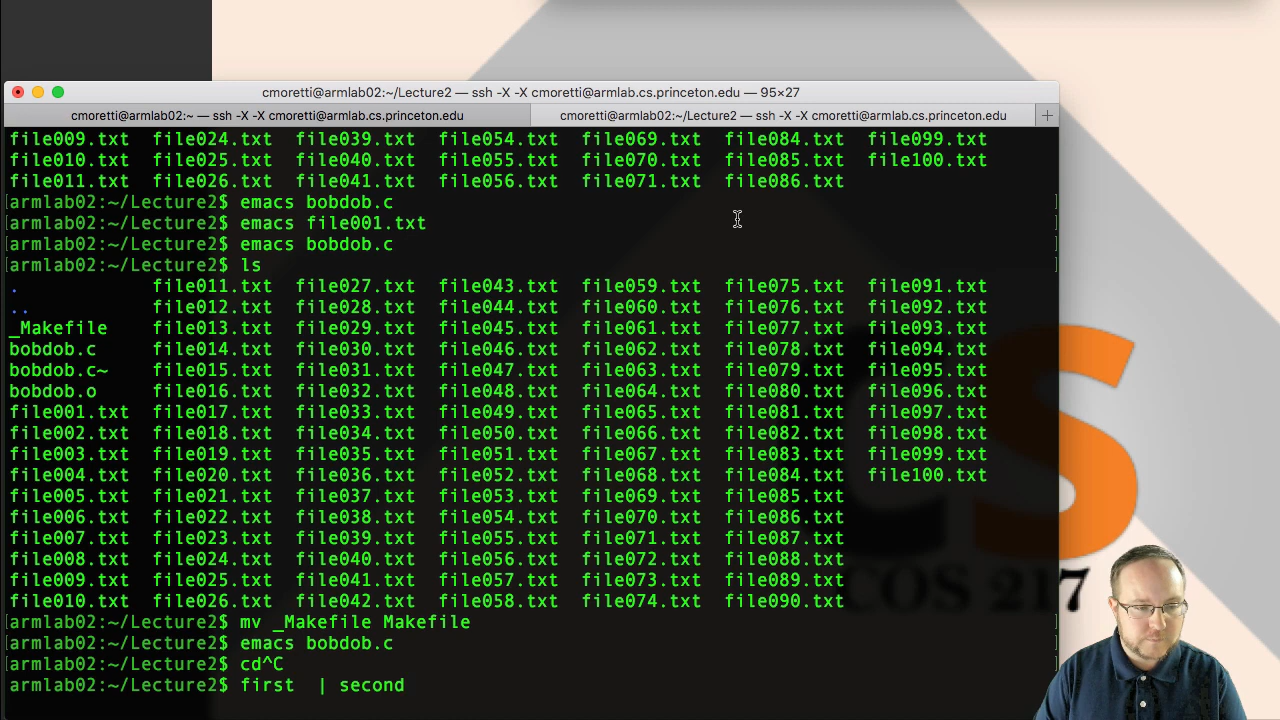 cmoretti@armlab02:~/Lecture2 — ssh -X -X cmoretti@armlab.cs.princeton.edu — 95×27
cmoretti@armlab02:~ — ssh -X -X cmoretti@armlab.cs.princeton.edu cmoretti@armlab02:~/Lecture2 — ssh -X -X cmoretti@armlab.cs.princeton.edu +
file009.txt file024.txt file039.txt file054.txt file069.txt file084.txt file099.txt
file010.txt file025.txt file040.txt file055.txt file070.txt file085.txt file100.txt
file011.txt file026.txt file041.txt file056.txt file071.txt file086.txt
[armlab02:~/Lecture2$ emacs bobdob.c ]
[armlab02:~/Lecture2$ emacs file001.txt ]
[armlab02:~/Lecture2$ emacs bobdob.c ]
[armlab02:~/Lecture2$ ls ]
. file011.txt file027.txt file043.txt file059.txt file075.txt file091.txt
.. file012.txt file028.txt file044.txt file060.txt file076.txt file092.txt
_Makefile file013.txt file029.txt file045.txt file061.txt file077.txt file093.txt
bobdob.c file014.txt file030.txt file046.txt file062.txt file078.txt file094.txt
bobdob.c~ file015.txt file031.txt file047.txt file063.txt file079.txt file095.txt
bobdob.o file016.txt file032.txt file048.txt file064.txt file080.txt file096.txt
file001.txt file017.txt file033.txt file049.txt file065.txt file081.txt file097.txt
file002.txt file018.txt file034.txt file050.txt file066.txt file082.txt file098.txt
file003.txt file019.txt file035.txt file051.txt file067.txt file083.txt file099.txt
file004.txt file020.txt file036.txt file052.txt file068.txt file084.txt file100.txt
file005.txt file021.txt file037.txt file053.txt file069.txt file085.txt
file006.txt file022.txt file038.txt file054.txt file070.txt file086.txt
file007.txt file023.txt file039.txt file055.txt file071.txt file087.txt
file008.txt file024.txt file040.txt file056.txt file072.txt file088.txt
file009.txt file025.txt file041.txt file057.txt file073.txt file089.txt
file010.txt file026.txt file042.txt file058.txt file074.txt file090.txt
[armlab02:~/Lecture2$ mv _Makefile Makefile ]
[armlab02:~/Lecture2$ emacs bobdob.c ]
[armlab02:~/Lecture2$ cd^C ]
armlab02:~/Lecture2$ first | second
CS
COS 217